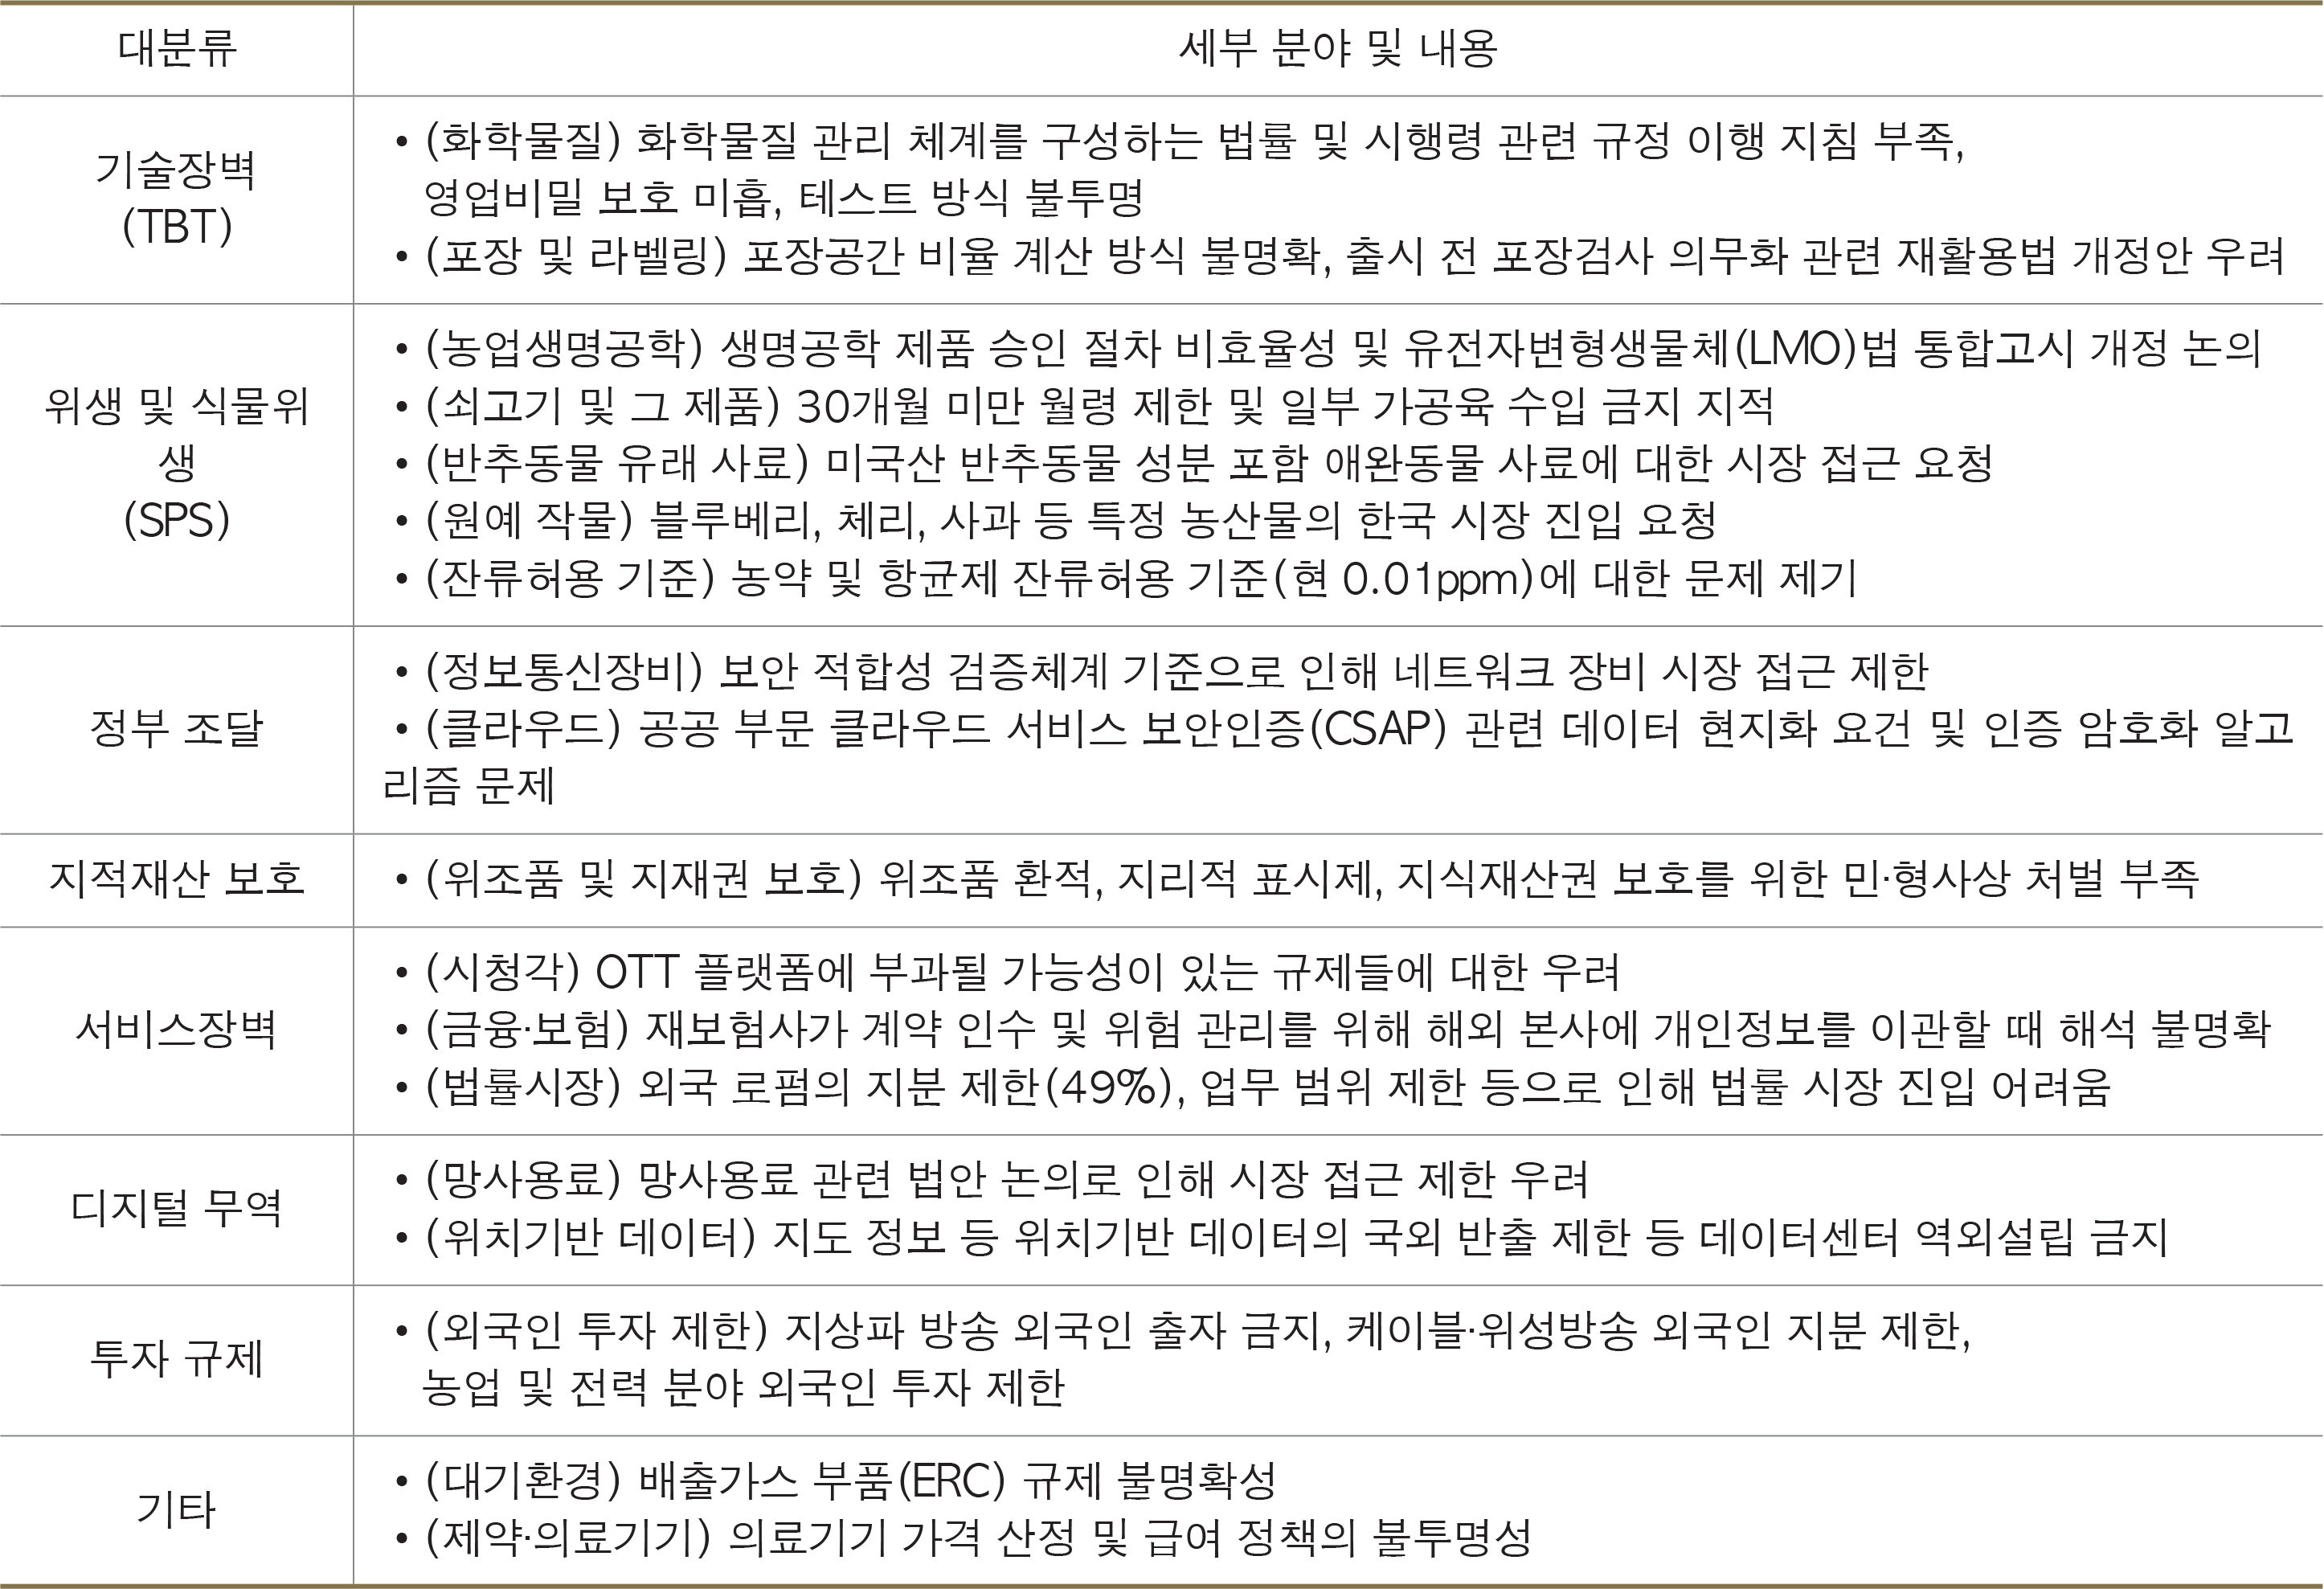 대분류
세부 분야 및 내용
기술장벽
(TBT)
• (화학물질) 화학물질 관리 체계를 구성하는 법률 및 시행령 관련 규정 이행 지침 부족,
영업비밀 보호 미흡, 테스트 방식 불투명
• (포장 및 라벨링) 포장공간 비율 계산 방식 불명확, 출시 전 포장검사 의무화 관련 재활용법 개정안 우려
위생 및 식물위
생
(SPS)
• (농업생명공학) 생명공학 제품 승인 절차 비효율성 및 유전자변형생물체(LMO)법 통합고시 개정 논의
• (쇠고기 및 그 제품) 30개월 미만 월령 제한 및 일부 가공육 수입 금지 지적
• (반추동물 유래 사료) 미국산 반추동물 성분 포함 애완동물 사료에 대한 시장 접근 요청
• (원예 작물) 블루베리, 체리, 사과 등 특정 농산물의 한국 시장 진입 요청
• (잔류허용 기준) 농약 및 항균제 잔류허용 기준(현 0.01ppm)에 대한 문제 제기
정부 조달
• (정보통신장비) 보안 적합성 검증체계 기준으로 인해 네트워크 장비 시장 접근 제한
• (클라우드) 공공 부문 클라우드 서비스 보안인증(CSAP) 관련 데이터 현지화 요건 및 인증 암호화 알고
리즘 문제
지적재산 보호
• (위조품 및 지재권 보호) 위조품 환적, 지리적 표시제, 지식재산권 보호를 위한 민·형사상 처벌 부족
서비스장벽
• (시청각) OTT 플랫폼에 부과될 가능성이 있는 규제들에 대한 우려
• (금융·보험) 재보험사가 계약 인수 및 위험 관리를 위해 해외 본사에 개인정보를 이관할 때 해석 불명확
• (법률시장) 외국 로펌의 지분 제한(49%), 업무 범위 제한 등으로 인해 법률 시장 진입 어려움
디지털 무역
• (망사용료) 망사용료 관련 법안 논의로 인해 시장 접근 제한 우려
• (위치기반 데이터) 지도 정보 등 위치기반 데이터의 국외 반출 제한 등 데이터센터 역외설립 금지
투자 규제
• (외국인 투자 제한) 지상파 방송 외국인 출자 금지, 케이블·위성방송 외국인 지분 제한,
농업 및 전력 분야 외국인 투자 제한
기타
• (대기환경) 배출가스 부품(ERC) 규제 불명확성
• (제약·의료기기) 의료기기 가격 산정 및 급여 정책의 불투명성